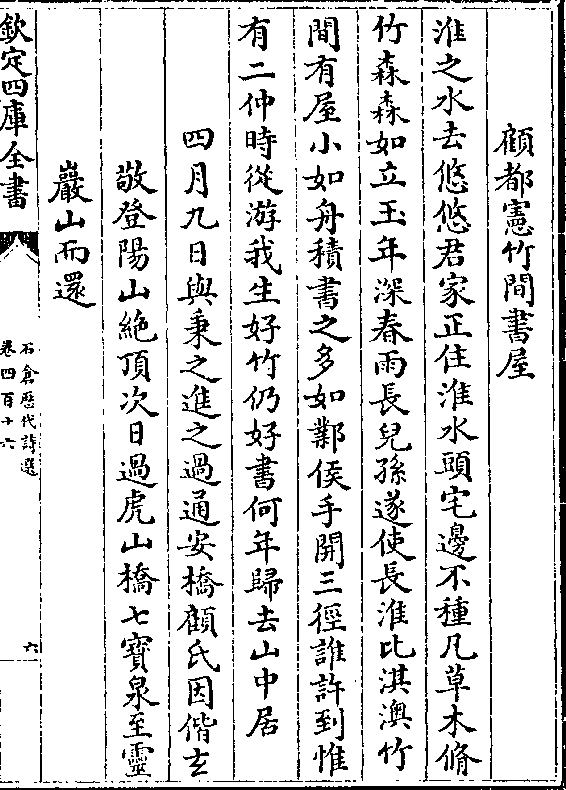 顧都憲竹間書屋
淮之水去悠悠君家正住淮水頭宅邊不種凡草木脩
竹森森如立玉年深春雨長兒孫遂使長淮比淇澳竹
間有屋小如舟積書之多如鄴侯手開三徑誰許到惟
有二仲時從游我生好竹仍好書何年歸去山中居
四月九日與秉之進之過通安橋顧氏因偕玄
敬登陽山絶頂次日過虎山橋七寳泉至靈
巖山而還
欽定四庫全書
石倉歴代詩選
卷四百十六
六